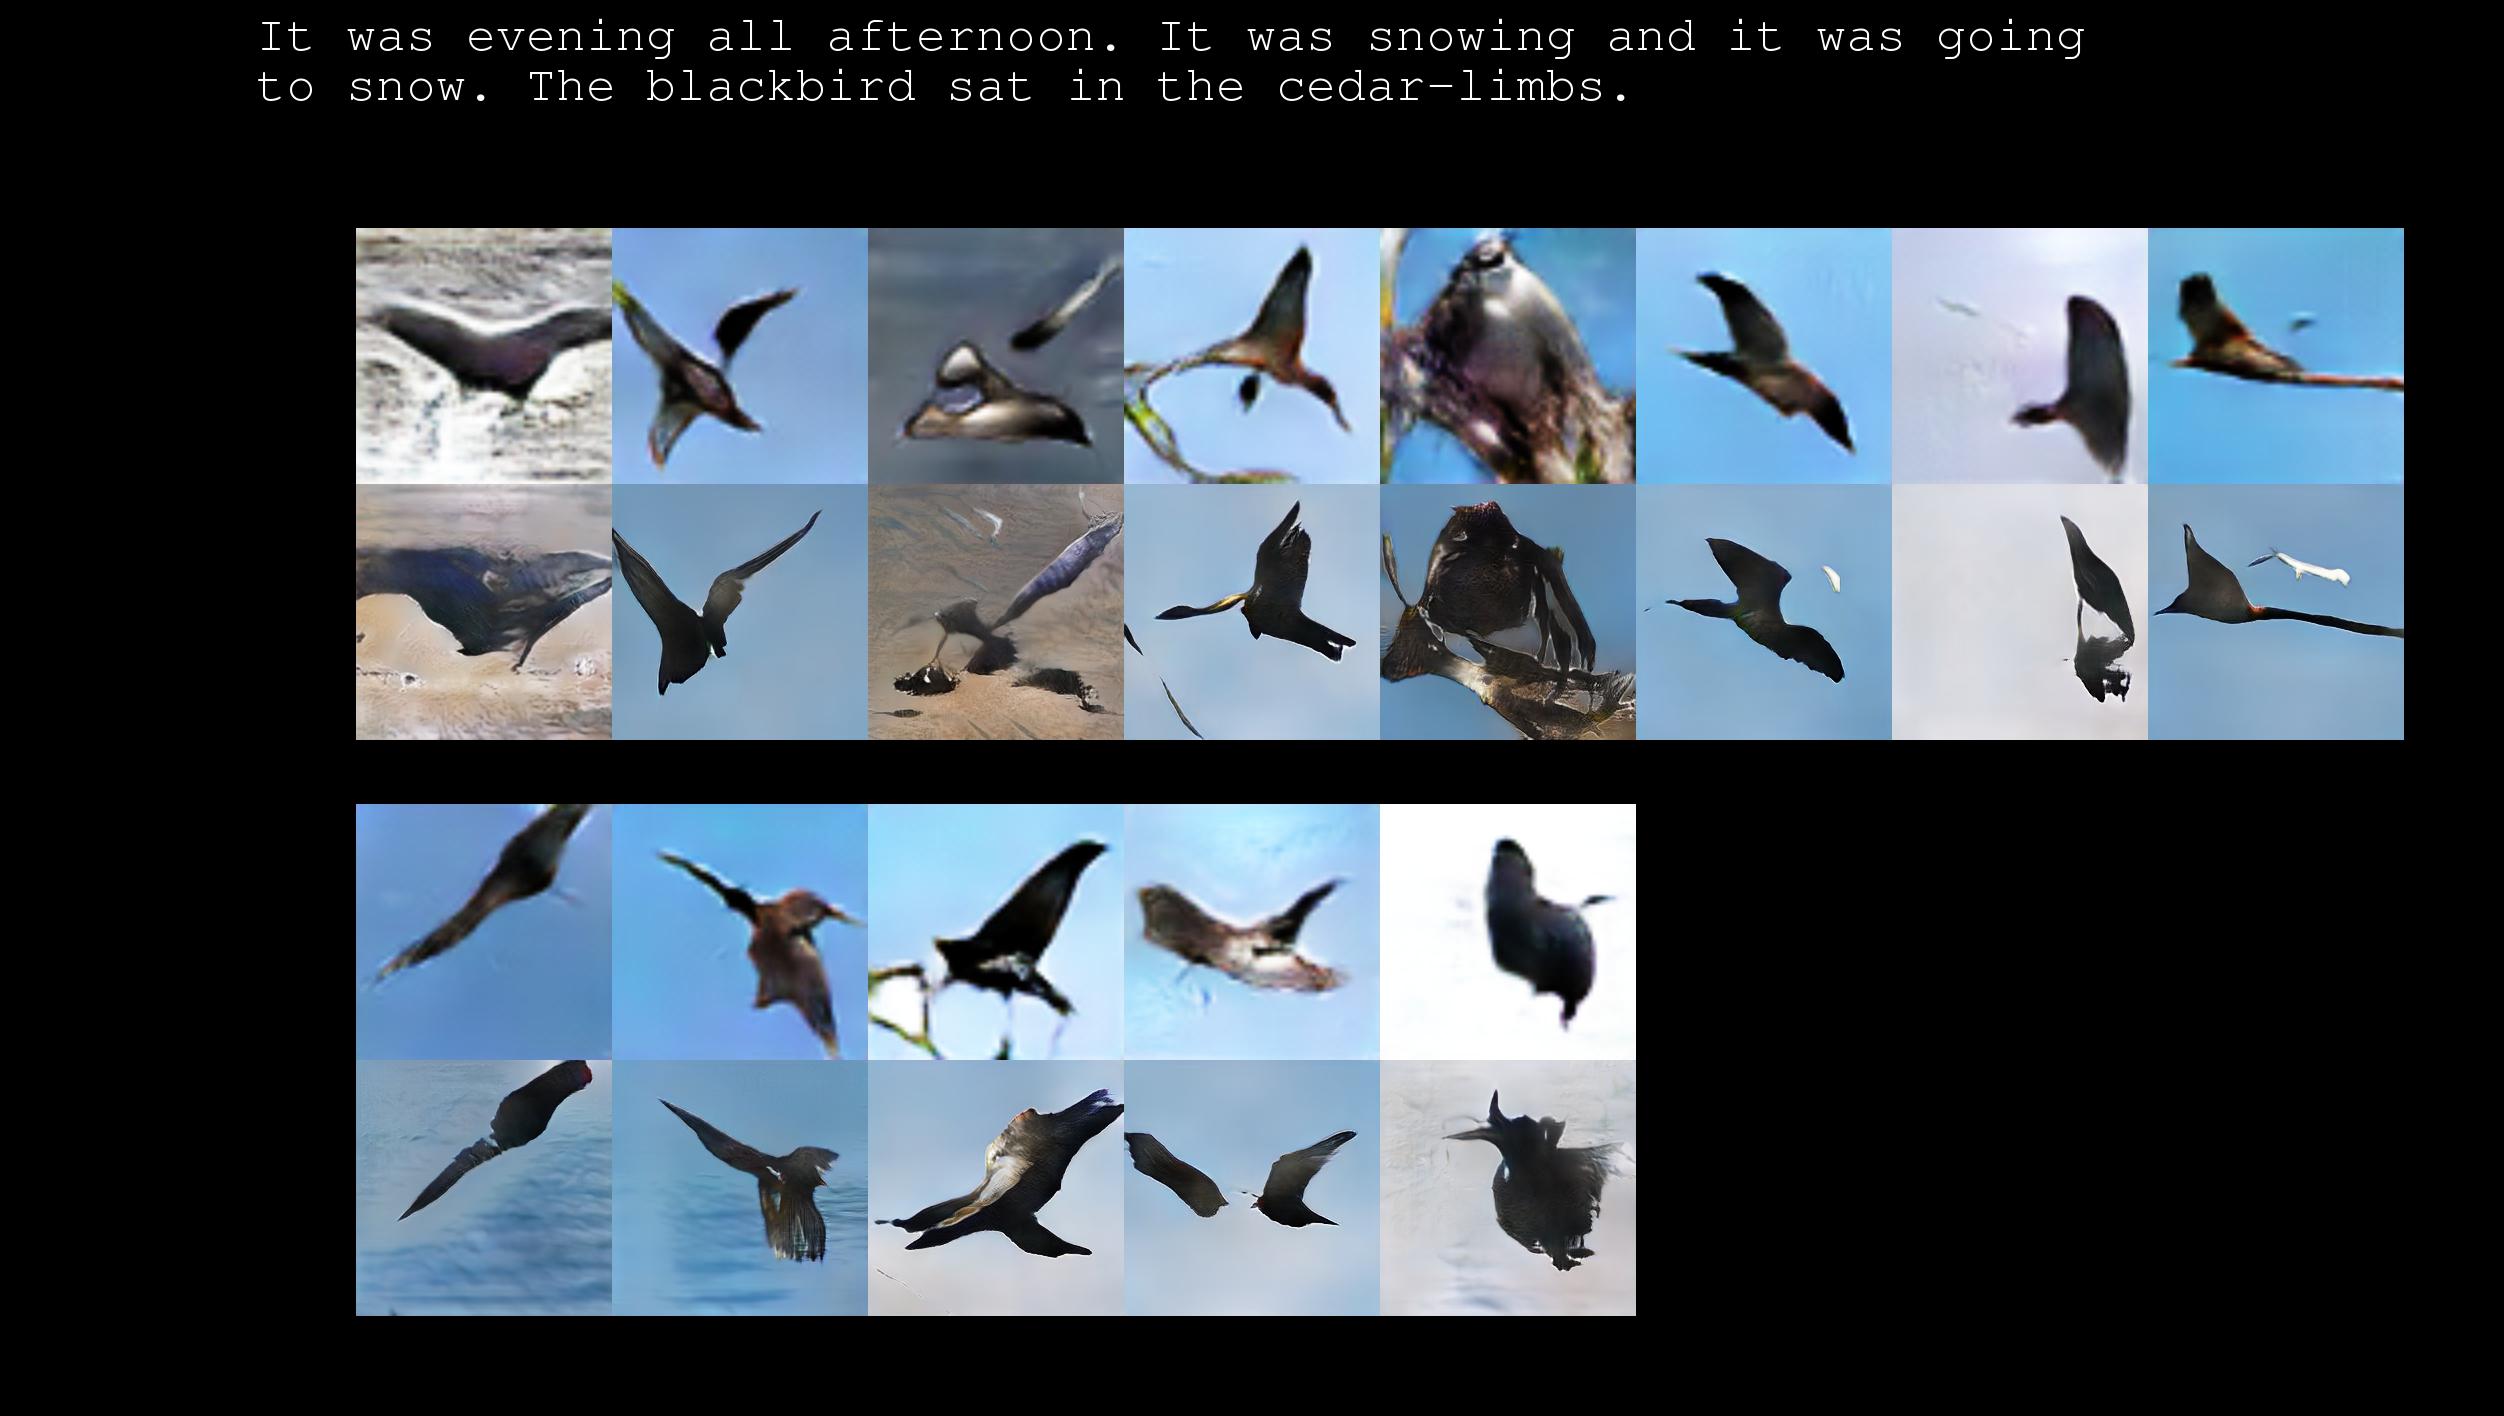 It was evening all afternoon. It was snowing and it was going
to snow. The blackbird sat in the cedar-limbs.